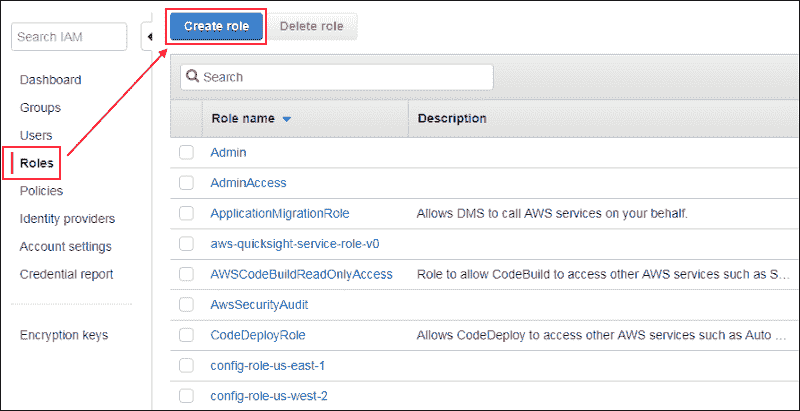 Search IAM
Create role
Delete role
Dashboard
Groups
Users
Roles
Policies
Identity providers
Account settings
Credential report
Encryption keys
Search
Role name Description
Admin
AdminAccess
ApplicationMigrationRole Allows DMS to call AWS services on your behalf.
aws-quicksight-service-role-v0
AWSCodeBuildReadOnlyAccess Role to allow CodeBuild to access other AWS services such as S...
AwsSecurityAudit
CodeDeployRole Allows CodeDeploy to access other AWS services such as Auto ...
config-role-us-east-1
config-role-us-west-2